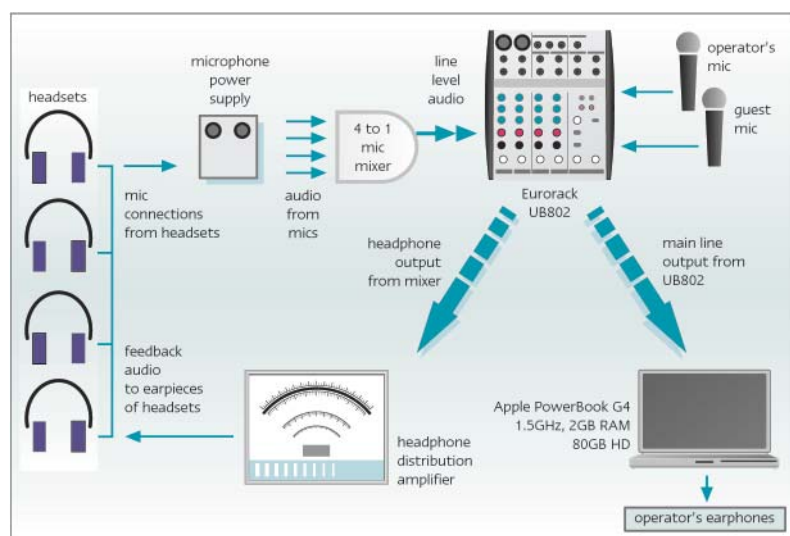 headsets
microphone
power
supply
mic
connections
from headsets
audio
from
mics
4 to 1
mic
mixer
line
level
audio
Eurorack
UB802
operator's
mic
guest
mic
headphone
output
from mixer
main line
output from
UB802
feedback
audio
to earpieces
of headsets
headphone
distribution
amplifier
Apple PowerBook G4
1.5GHz, 2GB RAM
80GB HD
operator's earphones